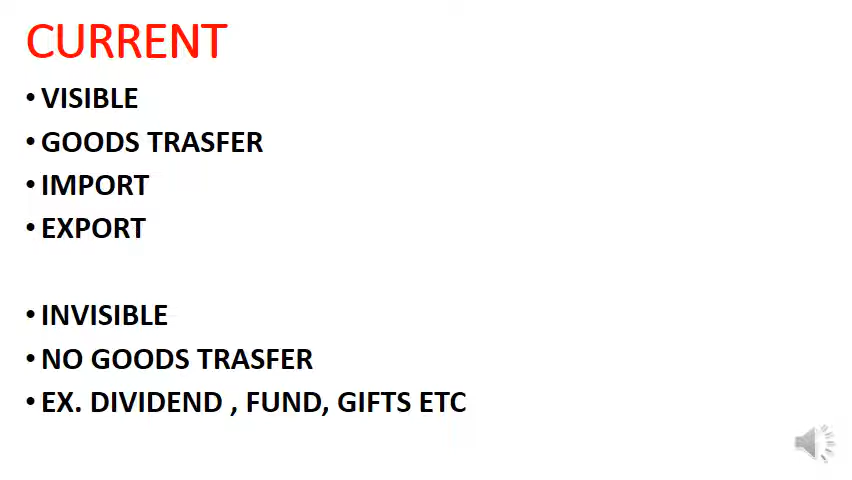 CURRENT
• VISIBLE
• GOODS TRASFER
• IMPORT
• EXPORT
• INVISIBLE
• NO GOODS TRASFER
• EX. DIVIDEND , FUND, GIFTS ETC